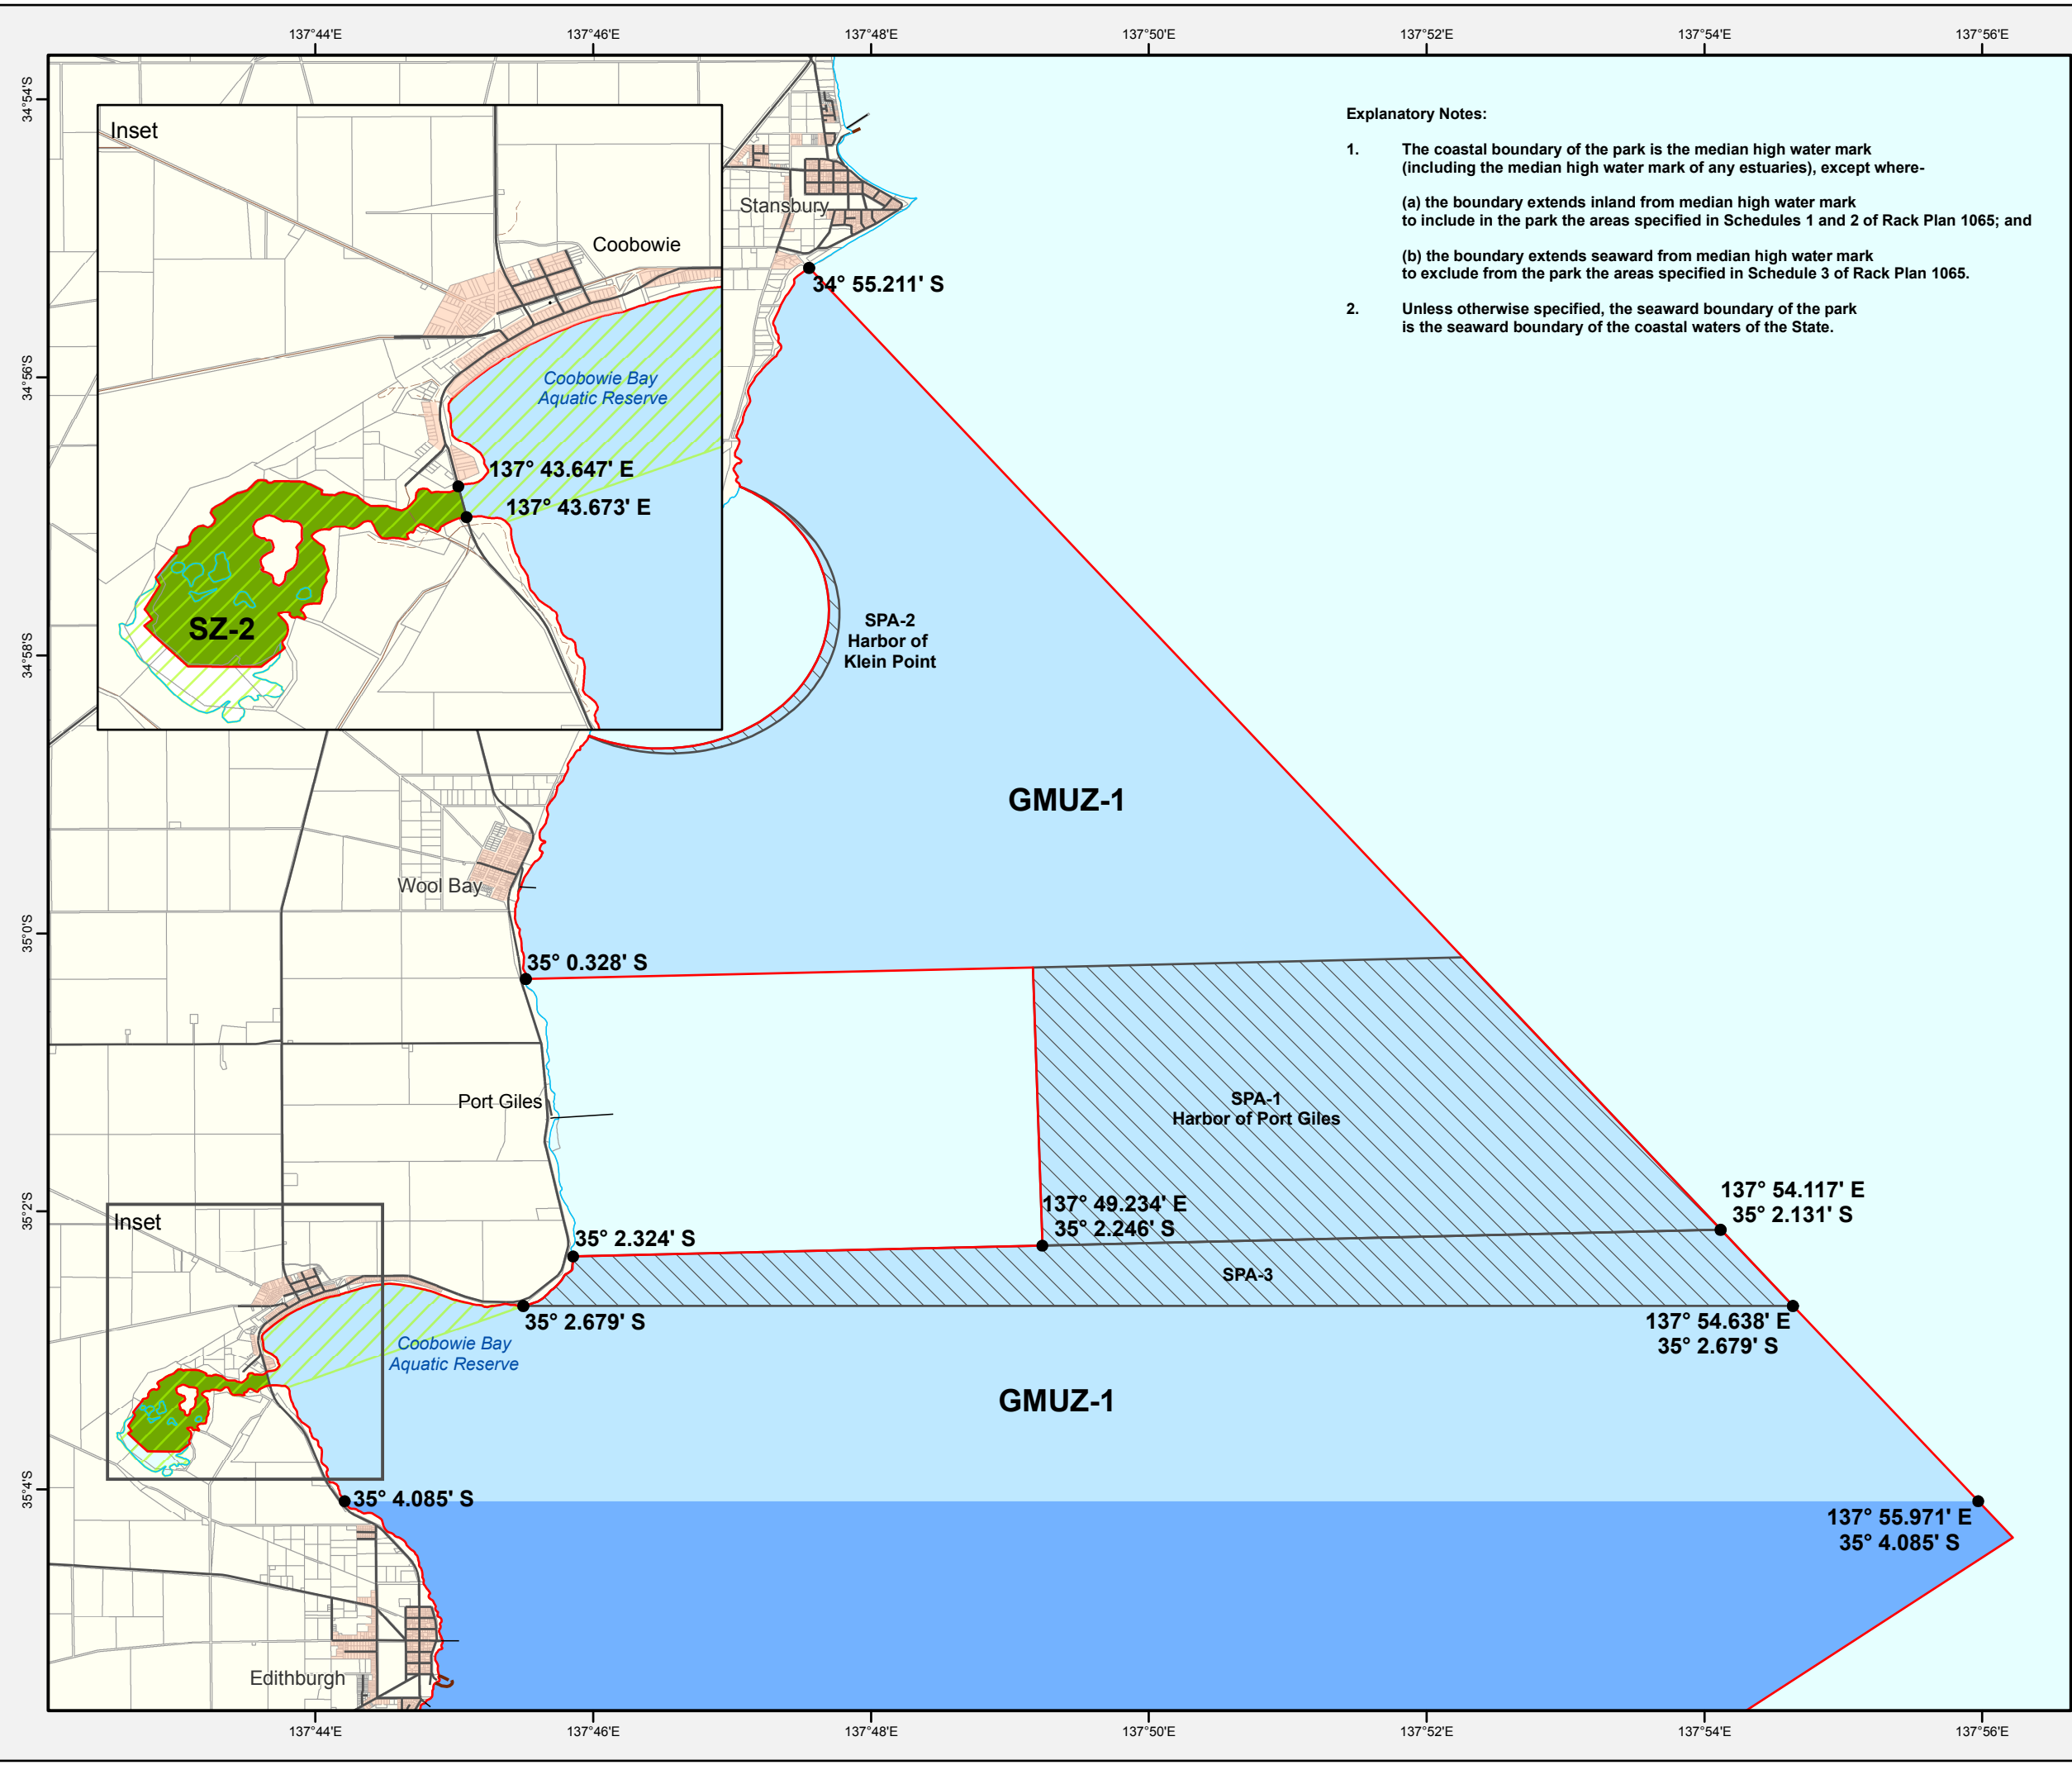 137°44'E
137°46'E
137°48'E
137°50'E
137°52'E
137°54'E
137°56'E
34°54'S
34°56'S
34°58'S
35°0'S
35°2'S
35°4'S
Inset
Coobowie
Coobowie Bay
Aquatic Reserve
137° 43.647' E
137° 43.673' E
SZ-2
Stansbury
34° 55.211' S
Explanatory Notes:
1. The coastal boundary of the park is the median high water mark
(including the median high water mark of any estuaries), except where-
(a) the boundary extends inland from median high water mark
to include in the park the areas specified in Schedules 1 and 2 of Rack Plan 1065; and
(b) the boundary extends seaward from median high water mark
to exclude from the park the areas specified in Schedule 3 of Rack Plan 1065.
2. Unless otherwise specified, the seaward boundary of the park
is the seaward boundary of the coastal waters of the State.
SPA-2
Harbor of
Klein Point
GMUZ-1
Wool Bay
35° 0.328' S
Port Giles
SPA-1
Harbor of Port Giles
137° 49.234' E
35° 2.246' S
137° 54.117' E
35° 2.131' S
Inset
35° 2.324' S
SPA-3
35° 2.679' S
137° 54.638' E
35° 2.679' S
Coobowie Bay
Aquatic Reserve
GMUZ-1
35° 4.085' S
137° 55.971' E
35° 4.085' S
Edithburgh
137°44'E
137°46'E
137°48'E
137°50'E
137°52'E
137°54'E
137°56'E